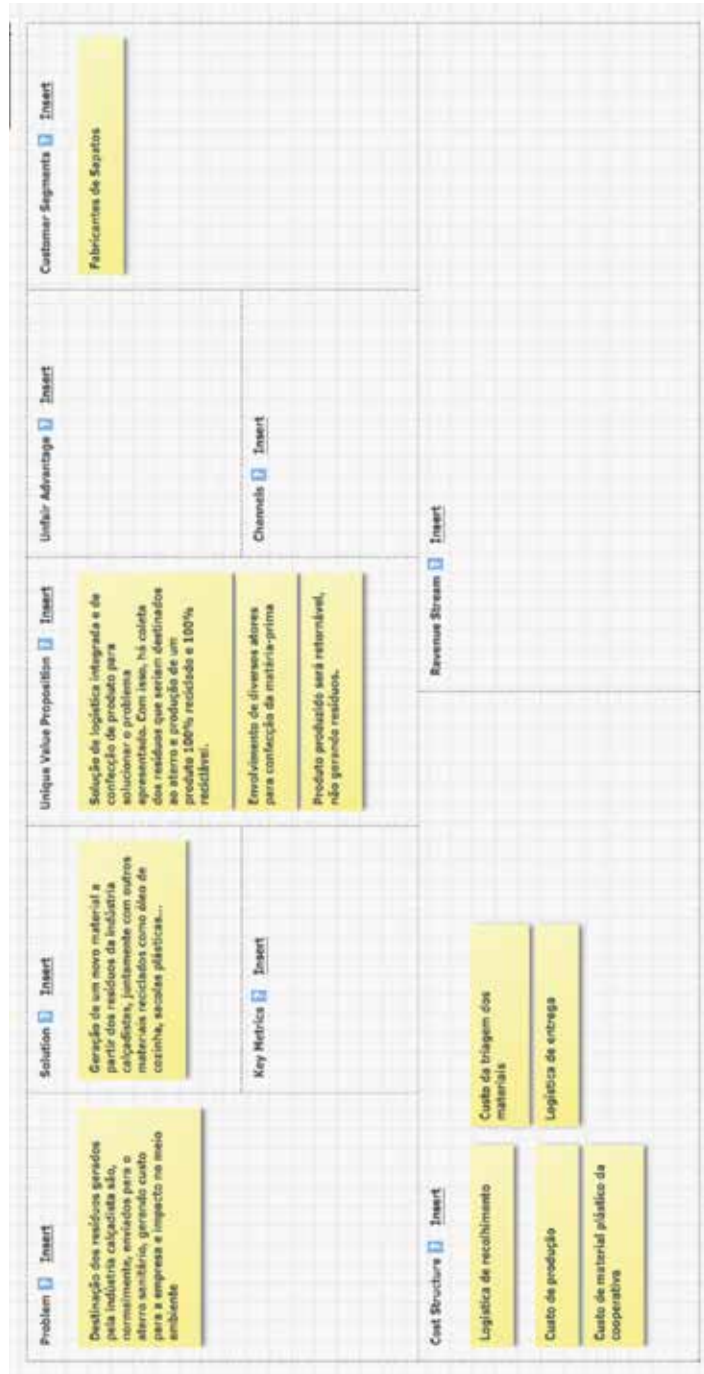 Problem ? Insert
Destinação dos resíduos gerados
pela indústria calçadista são,
normalmente, enviados para o
aterro sanitário, gerando custo
para a empresa e impacto no meio
ambiente
Solution ? Insert
Geração de um novo material a
partir dos resíduos da indústria
calçadistas, juntamente com outros
materiais reciclados como óleo de
cozinha, sacolas plásticas...
Key Metrics ? Insert
Unique Value Proposition ? Insert
Solução de logística integrada e de
confecção de produto para
solucionar o problema
apresentado. Com isso, há coleta
dos resíduos que seriam destinados
ao aterro e produção de um
produto 100% reciclado e 100%
reciclável.
Envolvimento de diversos atores
para confecção da matéria-prima
Produto produzido será retornável,
não gerando resíduos.
Unfair Advantage ? Insert
Channels ? Insert
Customer Segments ? Insert
Fabricantes de Sapatos
Cost Structure ? Insert
Logística de recolhimento
Custo de produção
Custo de material plástico da
cooperativa
Custo da triagem dos
materiais
Logística de entrega
Revenue Stream ? Insert